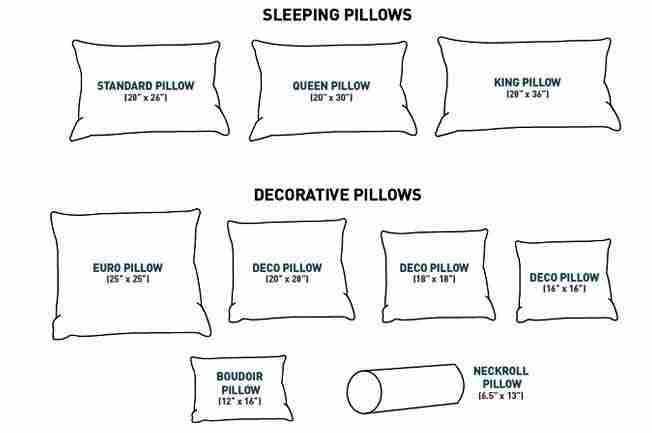 SLEEPING PILLOWS
STANDARD PILLOW
(20" x 26")
QUEEN PILLOW
(20" x 30")
KING PILLOW
(20" x 36")
DECORATIVE PILLOWS
EURO PILLOW
(25" x 25")
DECO PILLOW
(20" x 20")
DECO PILLOW
(18" x 18")
DECO PILLOW
(16" x 16")
BOUDOIR
PILLOW
(12" x 16")
NECKROLL
PILLOW
(6.5" x 13")